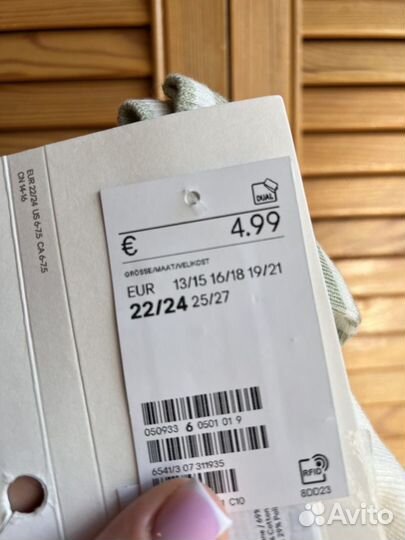 EUR 22/24 US 6-7.5 CA 6-7.5
CN 14-16
DUAL
€ 4.99
GRÖSSE/MAAT/VELIKOST
EUR 13/15 16/18 19/21
22/24 25/27
050933 6 0501 01 9
6541/3 07 311935
RFID
8DD23
C10
Avito